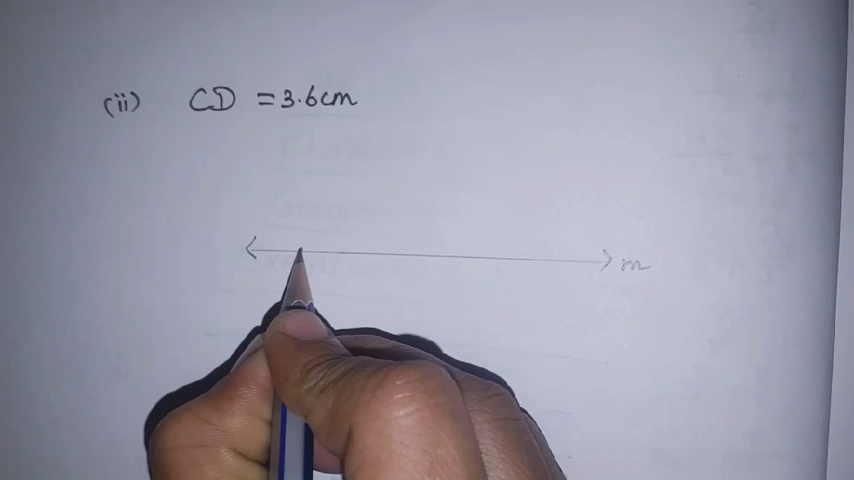 (ii) CD = 3.6cm
m